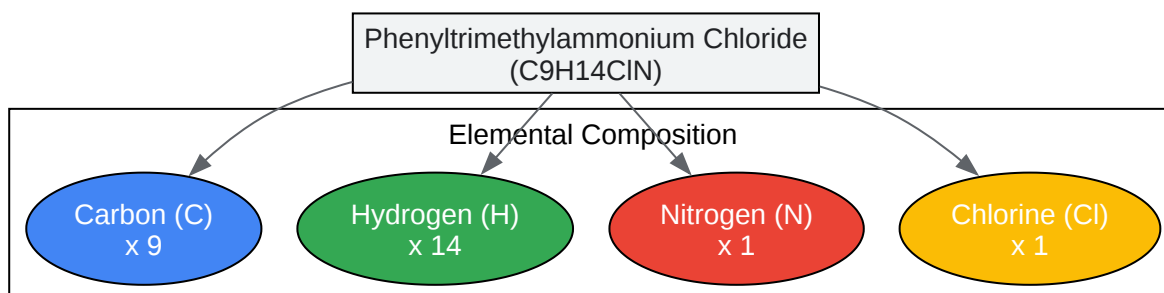 Phenyltrimethylammonium Chloride
(C9H14ClN)
Elemental Composition
Carbon (C)
x 9
Hydrogen (H)
x 14
Nitrogen (N)
x 1
Chlorine (Cl)
x 1